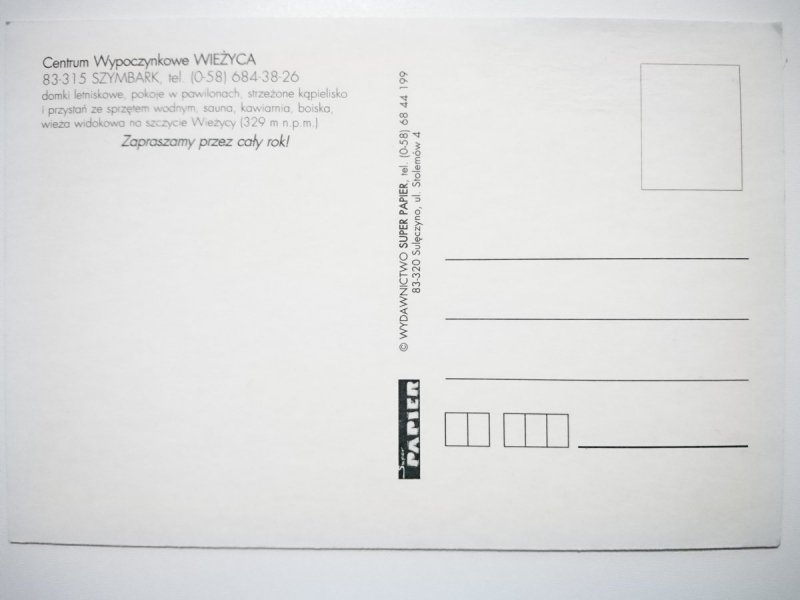 Centrum Wypoczynkowe WIEŻYCA
83-315 SZYMBARK, tel. (0-58) 684-38-26
domki letniskowe, pokoje w pawilonach, strzeżone kąpielisko
i przystań ze sprzętem wodnym, sauna, kawiarnia, boiska,
wieża widokowa na szczycie Wieżycy (329 m n.p.m.)
Zapraszamy przez cały rok!
© WYDAWNICTWO SUPER PAPIER, tel. (0-58) 68 44 199
83-320 Sulęczyno, ul. Stolemów 4
Super PAPIER